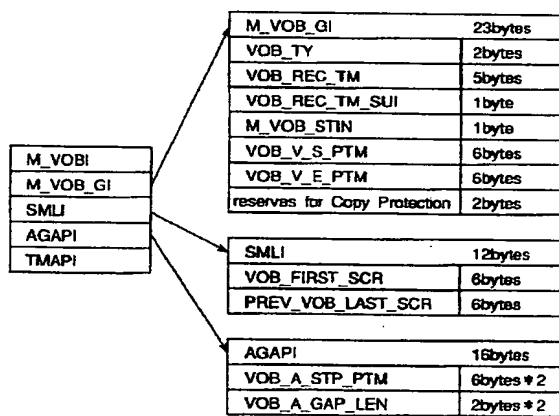 M_VOBI
M_VOB_GI
SMLI
AGAPI
TMAPI
M_VOB_GI 23bytes
VOB_TY 2bytes
VOB_REC_TM 5bytes
VOB_REC_TM_SUI 1byte
M_VOB_STIN 1byte
VOB_V_S_PTM 6bytes
VOB_V_E_PTM 6bytes
reserves for Copy Protection 2bytes
SMLI 12bytes
VOB_FIRST_SCR 6bytes
PREV_VOB_LAST_SCR 6bytes
AGAPI 16bytes
VOB_A_STP_PTM 6bytes*2
VOB_A_GAP_LEN 2bytes*2